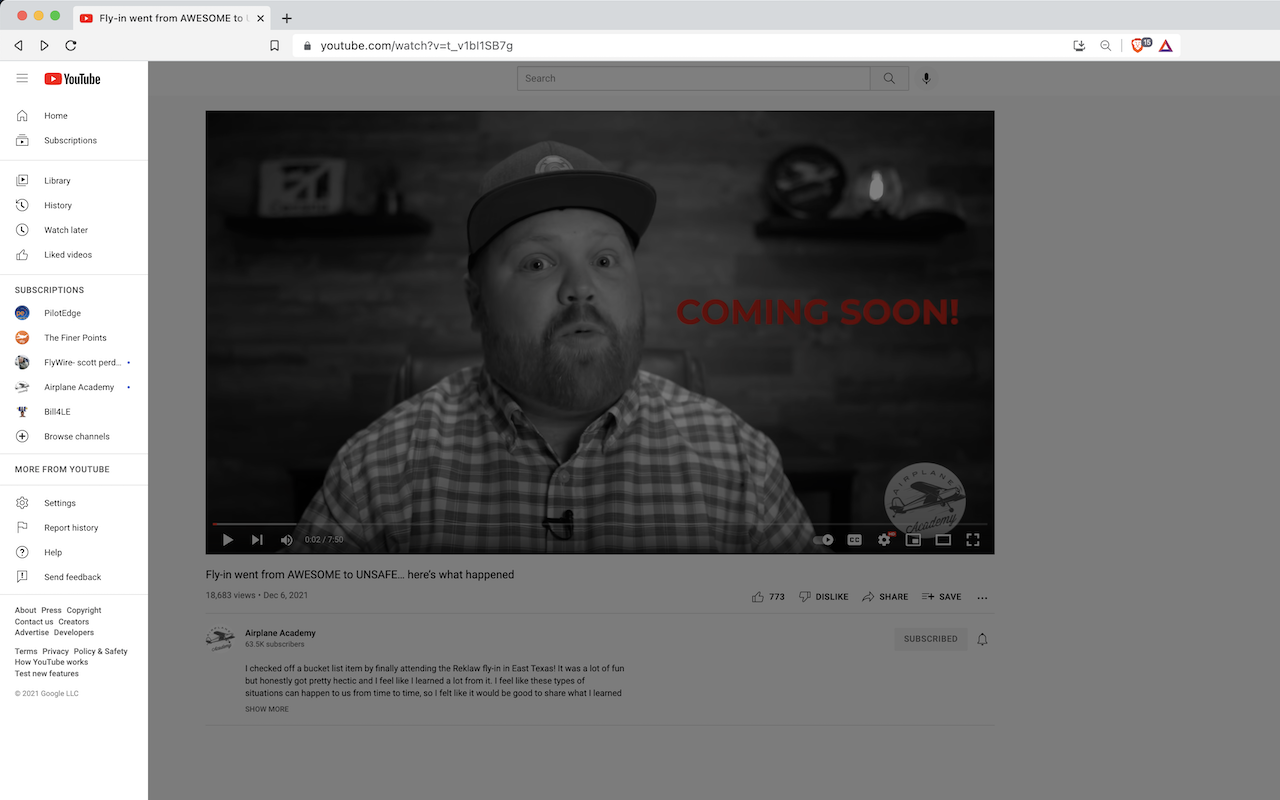 Fly-in went from AWESOME to U
youtube.com/watch?v=t_v1bI1SB7g
16
YouTube
Search
Home
Subscriptions
Library
History
Watch later
Liked videos
SUBSCRIPTIONS
PilotEdge
The Finer Points
FlyWire- scott perd...
Airplane Academy
Bill4LE
Browse channels
MORE FROM YOUTUBE
Settings
Report history
Help
Send feedback
About Press Copyright
Contact us Creators
Advertise Developers
Terms Privacy Policy & Safety
How YouTube works
Test new features
© 2021 Google LLC
COMING SOON!
AIRPLANE
Academy
0:02 / 7:50
CC
Fly-in went from AWESOME to UNSAFE... here's what happened
18,683 views • Dec 6, 2021
773 DISLIKE SHARE SAVE ...
Airplane Academy
63.5K subscribers
SUBSCRIBED
I checked off a bucket list item by finally attending the Reklaw fly-in in East Texas! It was a lot of fun
but honestly got pretty hectic and I feel like I learned a lot from it. I feel like these types of
situations can happen to us from time to time, so I felt like it would be good to share what I learned
SHOW MORE